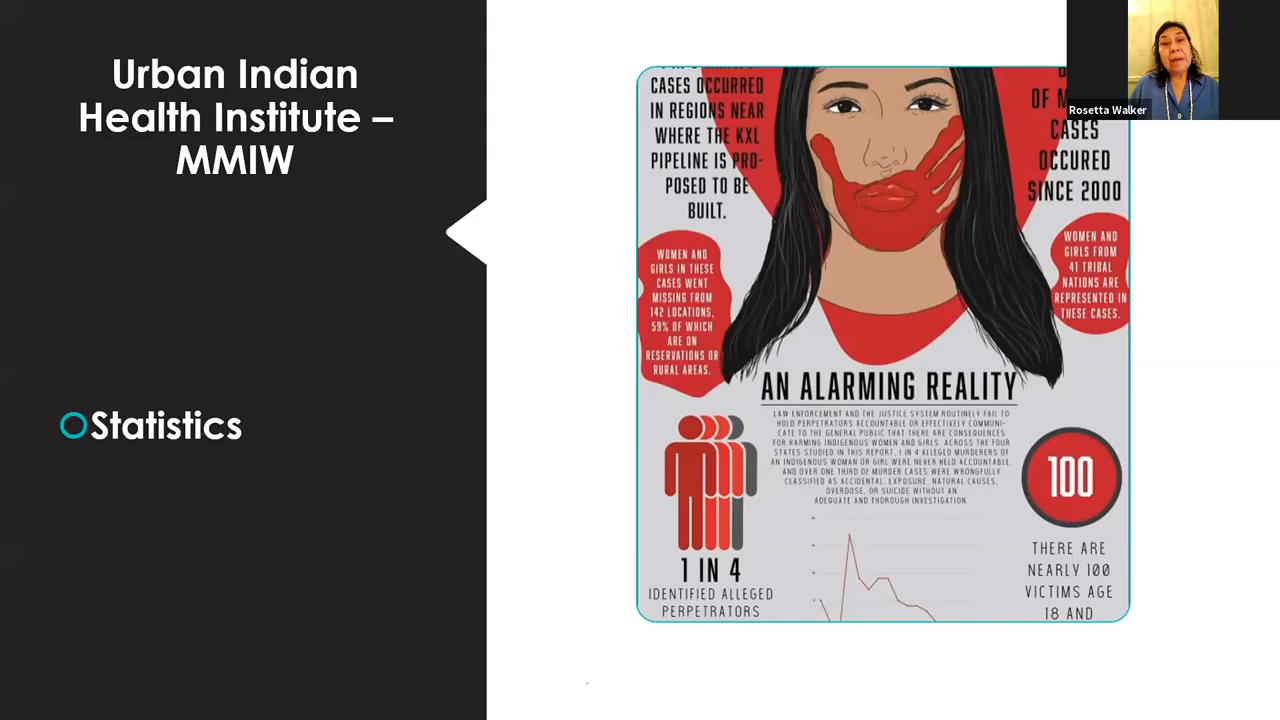 Urban Indian
Health Institute –
MMIW
Statistics
CASES OCCURRED
IN REGIONS NEAR
WHERE THE KXL
PIPELINE IS PRO-
POSED TO BE
BUILT.
WOMEN AND
GIRLS IN THESE
CASES WENT
MISSING FROM
142 LOCATIONS,
59% OF WHICH
ARE ON
RESERVATIONS OR
RURAL AREAS.
OF
CASES
OCCURED
SINCE 2000
WOMEN AND
GIRLS FROM
41 TRIBAL
NATIONS ARE
REPRESENTED IN
THESE CASES.
AN ALARMING REALITY
LAW ENFORCEMENT AND THE JUSTICE SYSTEM ROUTINELY FAIL TO
HOLD PERPETRATORS ACCOUNTABLE OR EFFECTIVELY COMMUNI-
CATE TO THE GENERAL PUBLIC THAT THERE ARE CONSEQUENCES
FOR HARMING INDIGENOUS WOMEN AND GIRLS. ACROSS THE FOUR
STATES STUDIED IN THIS REPORT, 1 IN 4 ALLEGED MURDERERS OF
AN INDIGENOUS WOMAN OR GIRL WERE NEVER HELD ACCOUNTABLE,
AND OVER ONE THIRD OF MURDER CASES WERE WRONGFULLY
CLASSIFIED AS ACCIDENTAL, EXPOSURE, NATURAL CAUSES,
OVERDOSE, OR SUICIDE WITHOUT AN
ADEQUATE AND THOROUGH INVESTIGATION.
1 IN 4
IDENTIFIED ALLEGED
PERPETRATORS
100
THERE ARE
NEARLY 100
VICTIMS AGE
18 AND
Rosetta Walker